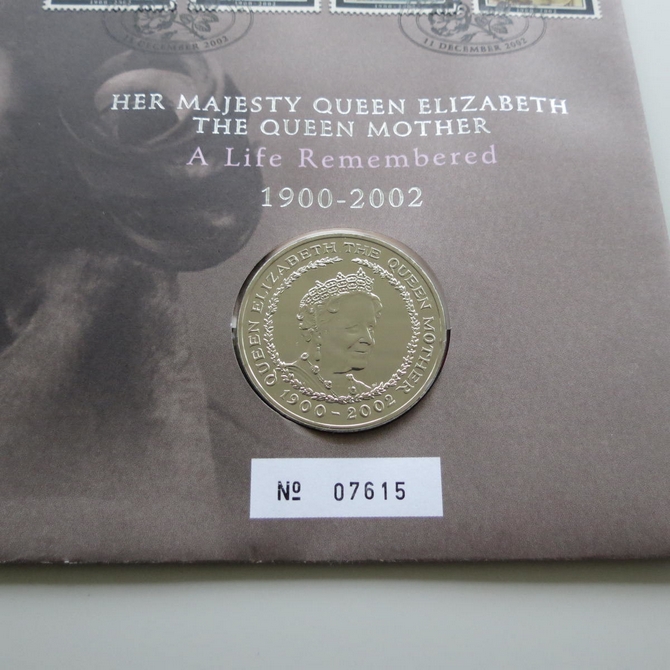 11 DECEMBER 2002
11 DECEMBER 2002
HER MAJESTY QUEEN ELIZABETH
THE QUEEN MOTHER
A Life Remembered
1900-2002
QUEEN ELIZABETH THE QUEEN MOTHER
1900-2002
Nº 07615